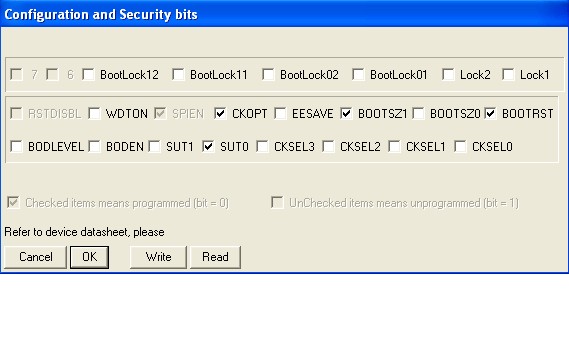 Configuration and Security bits
7 6 BootLock12 BootLock11 BootLock02 BootLock01 Lock2 Lock1
RSTDISBL WDTON SPIEN CKOPT EESAVE BOOTSZ1 BOOTSZ0 BOOTRST
BODLEVEL BODEN SUT1 SUT0 CKSEL3 CKSEL2 CKSEL1 CKSEL0
Checked items means programmed (bit = 0) UnChecked items means unprogrammed (bit = 1)
Refer to device datasheet, please
Cancel OK Write Read